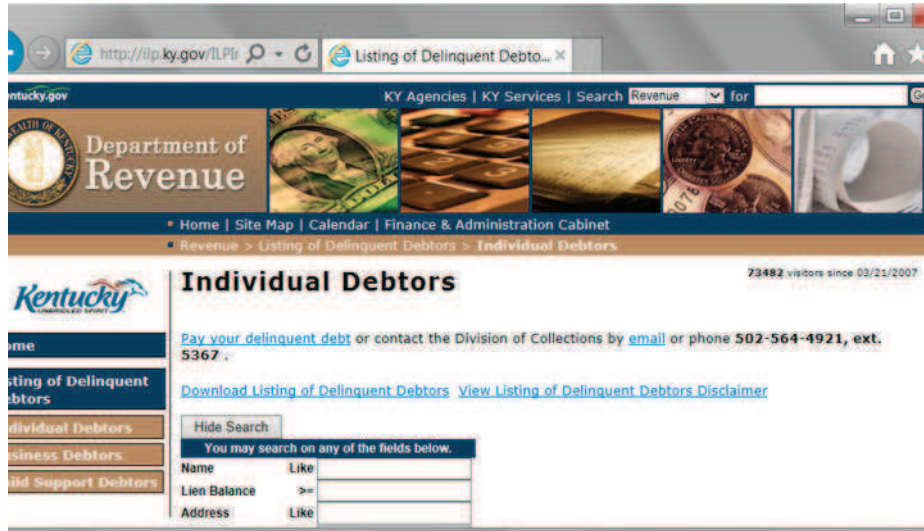 http://ilp.ky.gov/ILPIr
Listing of Delinquent Debto...
entucky.gov
KY Agencies | KY Services | Search Revenue for Go
Department of
Revenue
Home | Site Map | Calendar | Finance & Administration Cabinet
Revenue > Listing of Delinquent Debtors > Individual Debtors
Kentucky
UNBRIDLED SPIRIT
Individual Debtors
73482 visitors since 03/21/2007
Pay your delinquent debt or contact the Division of Collections by email or phone 502-564-4921, ext.
5367 .
Download Listing of Delinquent Debtors View Listing of Delinquent Debtors Disclaimer
ome
sting of Delinquent
ebtors
dividual Debtors
usiness Debtors
hild Support Debtors
Hide Search
You may search on any of the fields below.
Name Like
Lien Balance >=
Address Like